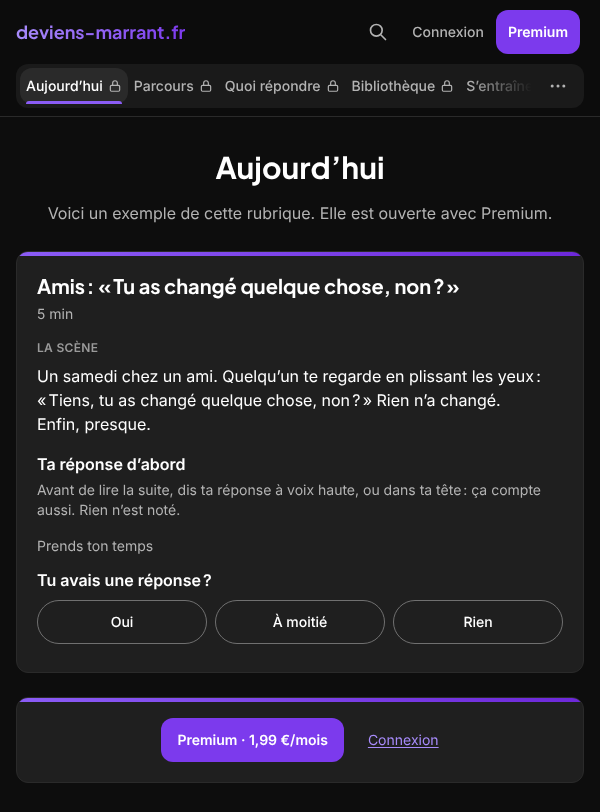 deviens-marrant.fr
Connexion
Premium
Aujourd’hui
Parcours
Quoi répondre
Bibliothèque
S’entraîn
Aujourd’hui
Voici un exemple de cette rubrique. Elle est ouverte avec Premium.
Amis : « Tu as changé quelque chose, non ? »
5 min
LA SCÈNE
Un samedi chez un ami. Quelqu’un te regarde en plissant les yeux :
« Tiens, tu as changé quelque chose, non ? » Rien n’a changé.
Enfin, presque.
Ta réponse d’abord
Avant de lire la suite, dis ta réponse à voix haute, ou dans ta tête : ça compte
aussi. Rien n’est noté.
Prends ton temps
Tu avais une réponse ?
Oui
À moitié
Rien
Premium · 1,99 €/mois
Connexion